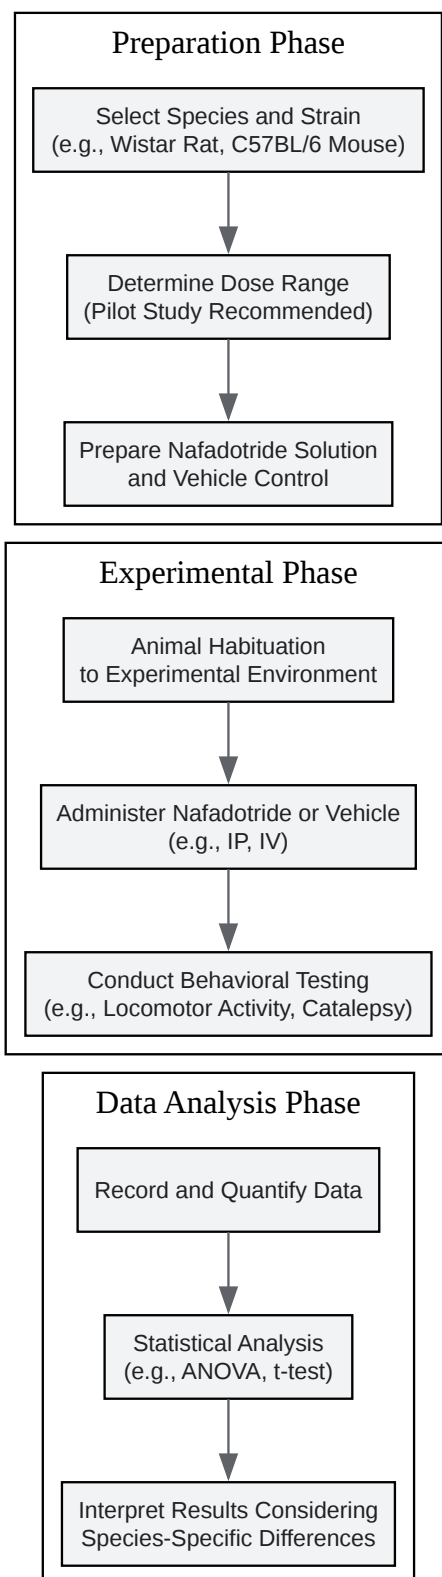 Preparation Phase
Select Species and Strain
(e.g., Wistar Rat, C57BL/6 Mouse)
Determine Dose Range
(Pilot Study Recommended)
Prepare Nafadotride Solution
and Vehicle Control
Experimental Phase
Animal Habituation
to Experimental Environment
Administer Nafadotride or Vehicle
(e.g., IP, IV)
Conduct Behavioral Testing
(e.g., Locomotor Activity, Catalepsy)
Data Analysis Phase
Record and Quantify Data
Statistical Analysis
(e.g., ANOVA, t-test)
Interpret Results Considering
Species-Specific Differences